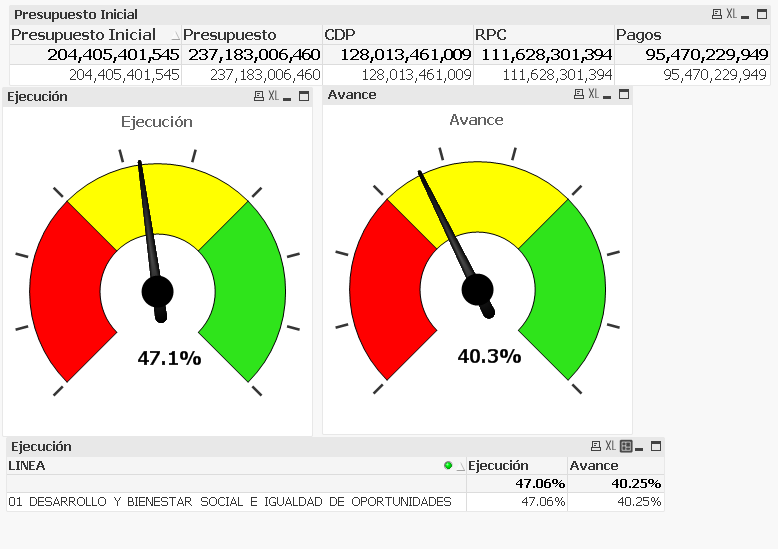 Presupuesto Inicial XL
Presupuesto Inicial Presupuesto CDP RPC Pagos
204,405,401,545 237,183,006,460 128,013,461,009 111,628,301,394 95,470,229,949
204,405,401,545 237,183,006,460 128,013,461,009 111,628,301,394 95,470,229,949
Ejecución XL
Ejecución
47.1%
Avance XL
Avance
40.3%
Ejecución XL
LINEA Ejecución Avance
47.06% 40.25%
01 DESARROLLO Y BIENESTAR SOCIAL E IGUALDAD DE OPORTUNIDADES 47.06% 40.25%